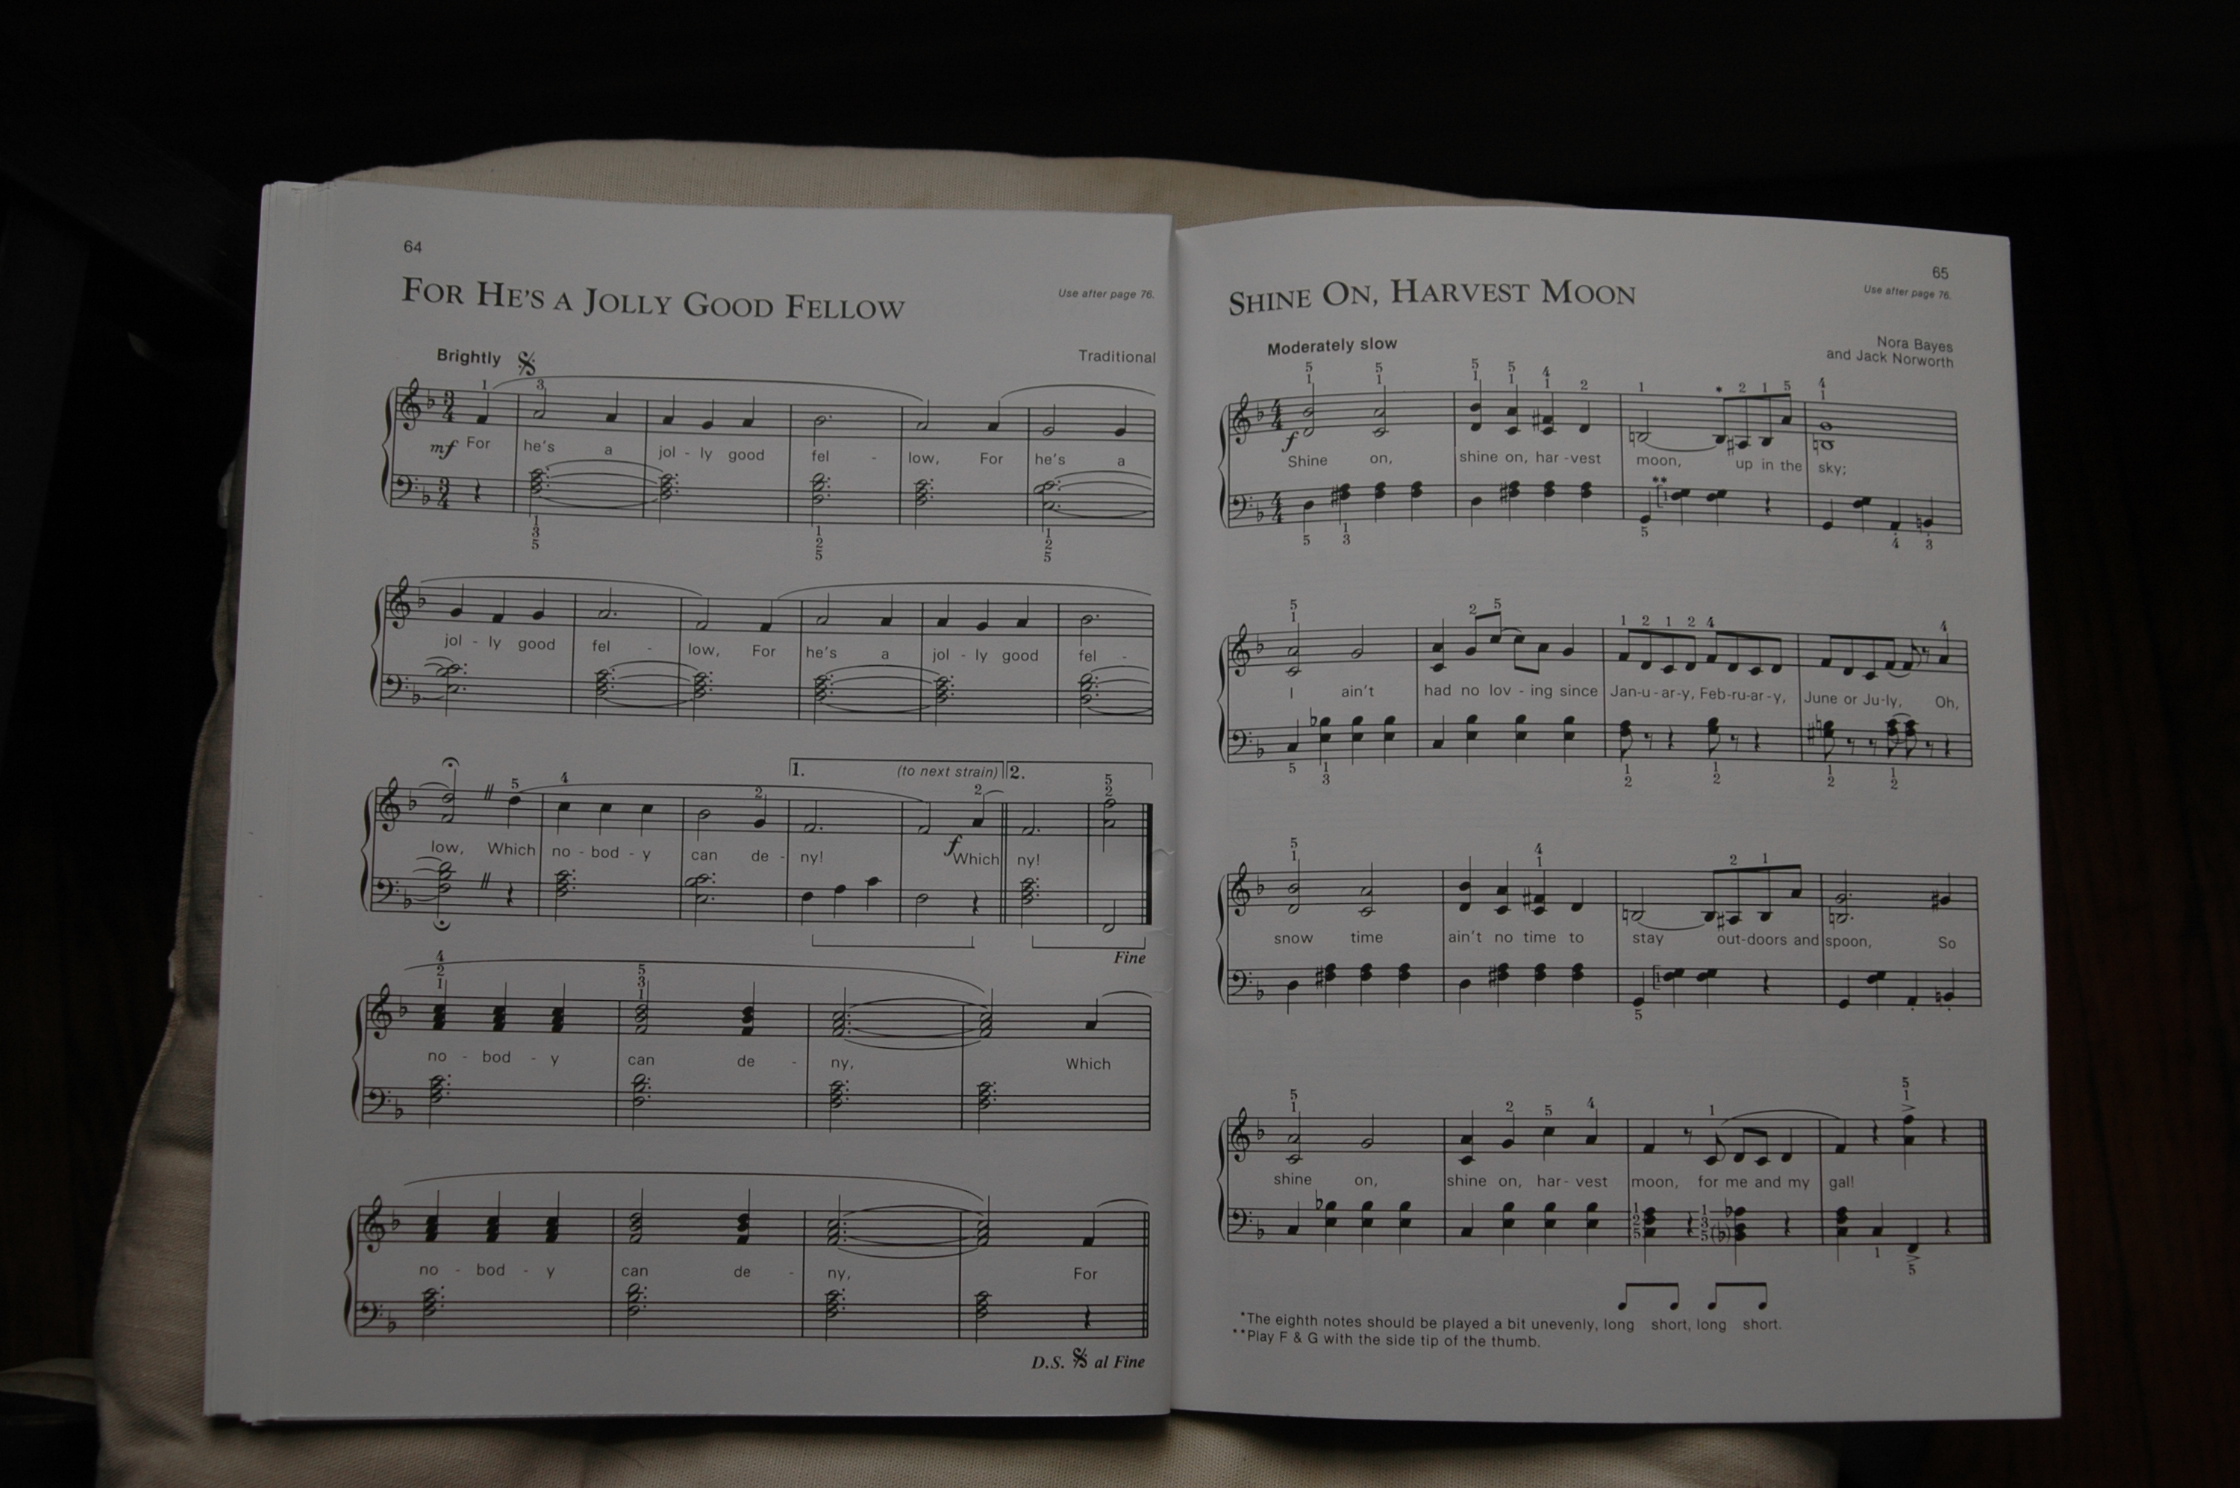 64
FOR HE'S A JOLLY GOOD FELLOW
Use after page 76.
Brightly
Traditional
mf For he's a jol - ly good fel - low, For he's a
jol - ly good fel - low, For he's a jol - ly good fel -
1. (to next strain) 2.
low, Which no - bod - y can de - ny! f Which ny!
Fine
no - bod - y can de - ny, Which
no - bod - y can de - ny, For
D.S. al Fine
65
SHINE ON, HARVEST MOON
Use after page 76.
Moderately slow
Nora Bayes
and Jack Norworth
f Shine on, shine on, har - vest moon, up in the sky;
I ain't had no lov - ing since Jan - u - ar - y, Feb - ru - ar - y, June or Ju - ly, Oh,
snow time ain't no time to stay out - doors and spoon, So
shine on, shine on, har - vest moon, for me and my gal!
*The eighth notes should be played a bit unevenly, long short, long short.
**Play F & G with the side tip of the thumb.